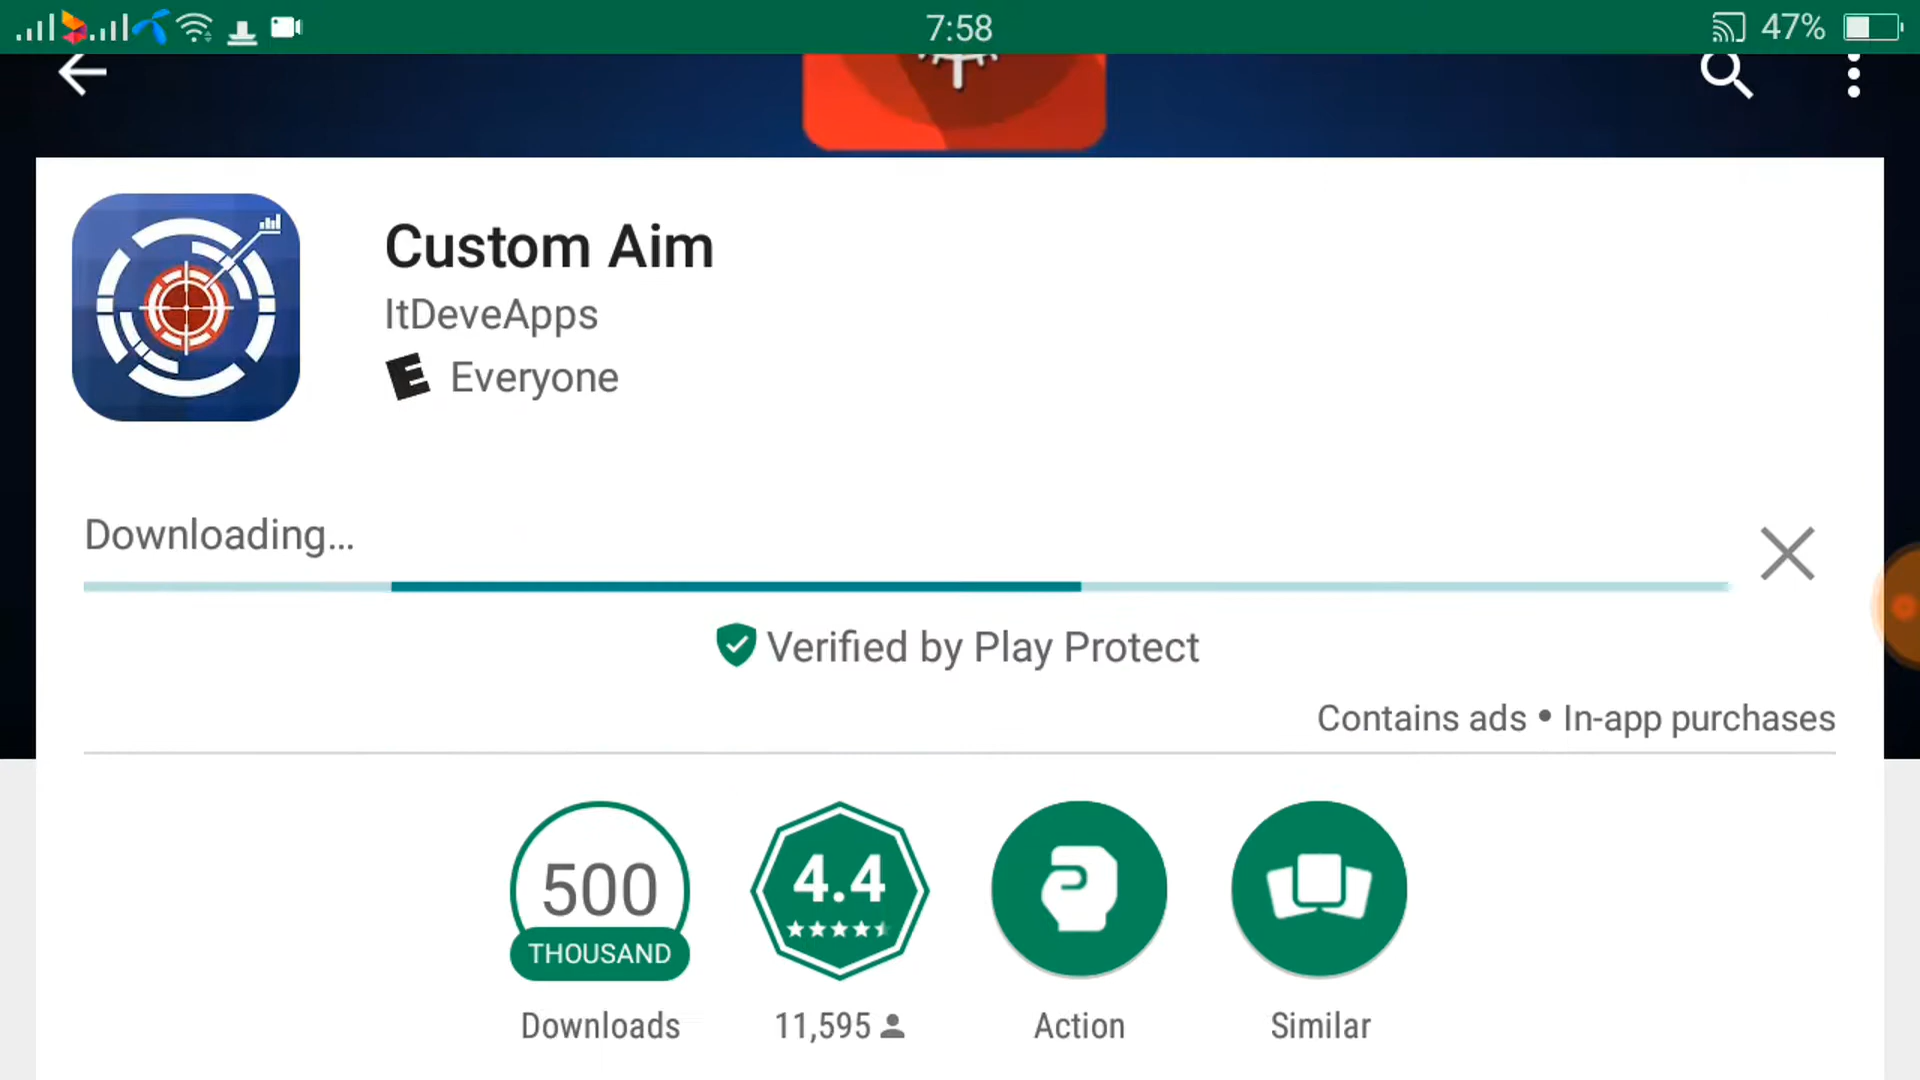 7:58
47%
Custom Aim
ItDeveApps
E Everyone
Downloading...
Verified by Play Protect
Contains ads • In-app purchases
500
THOUSAND
4.4
Downloads
11,595
Action
Similar